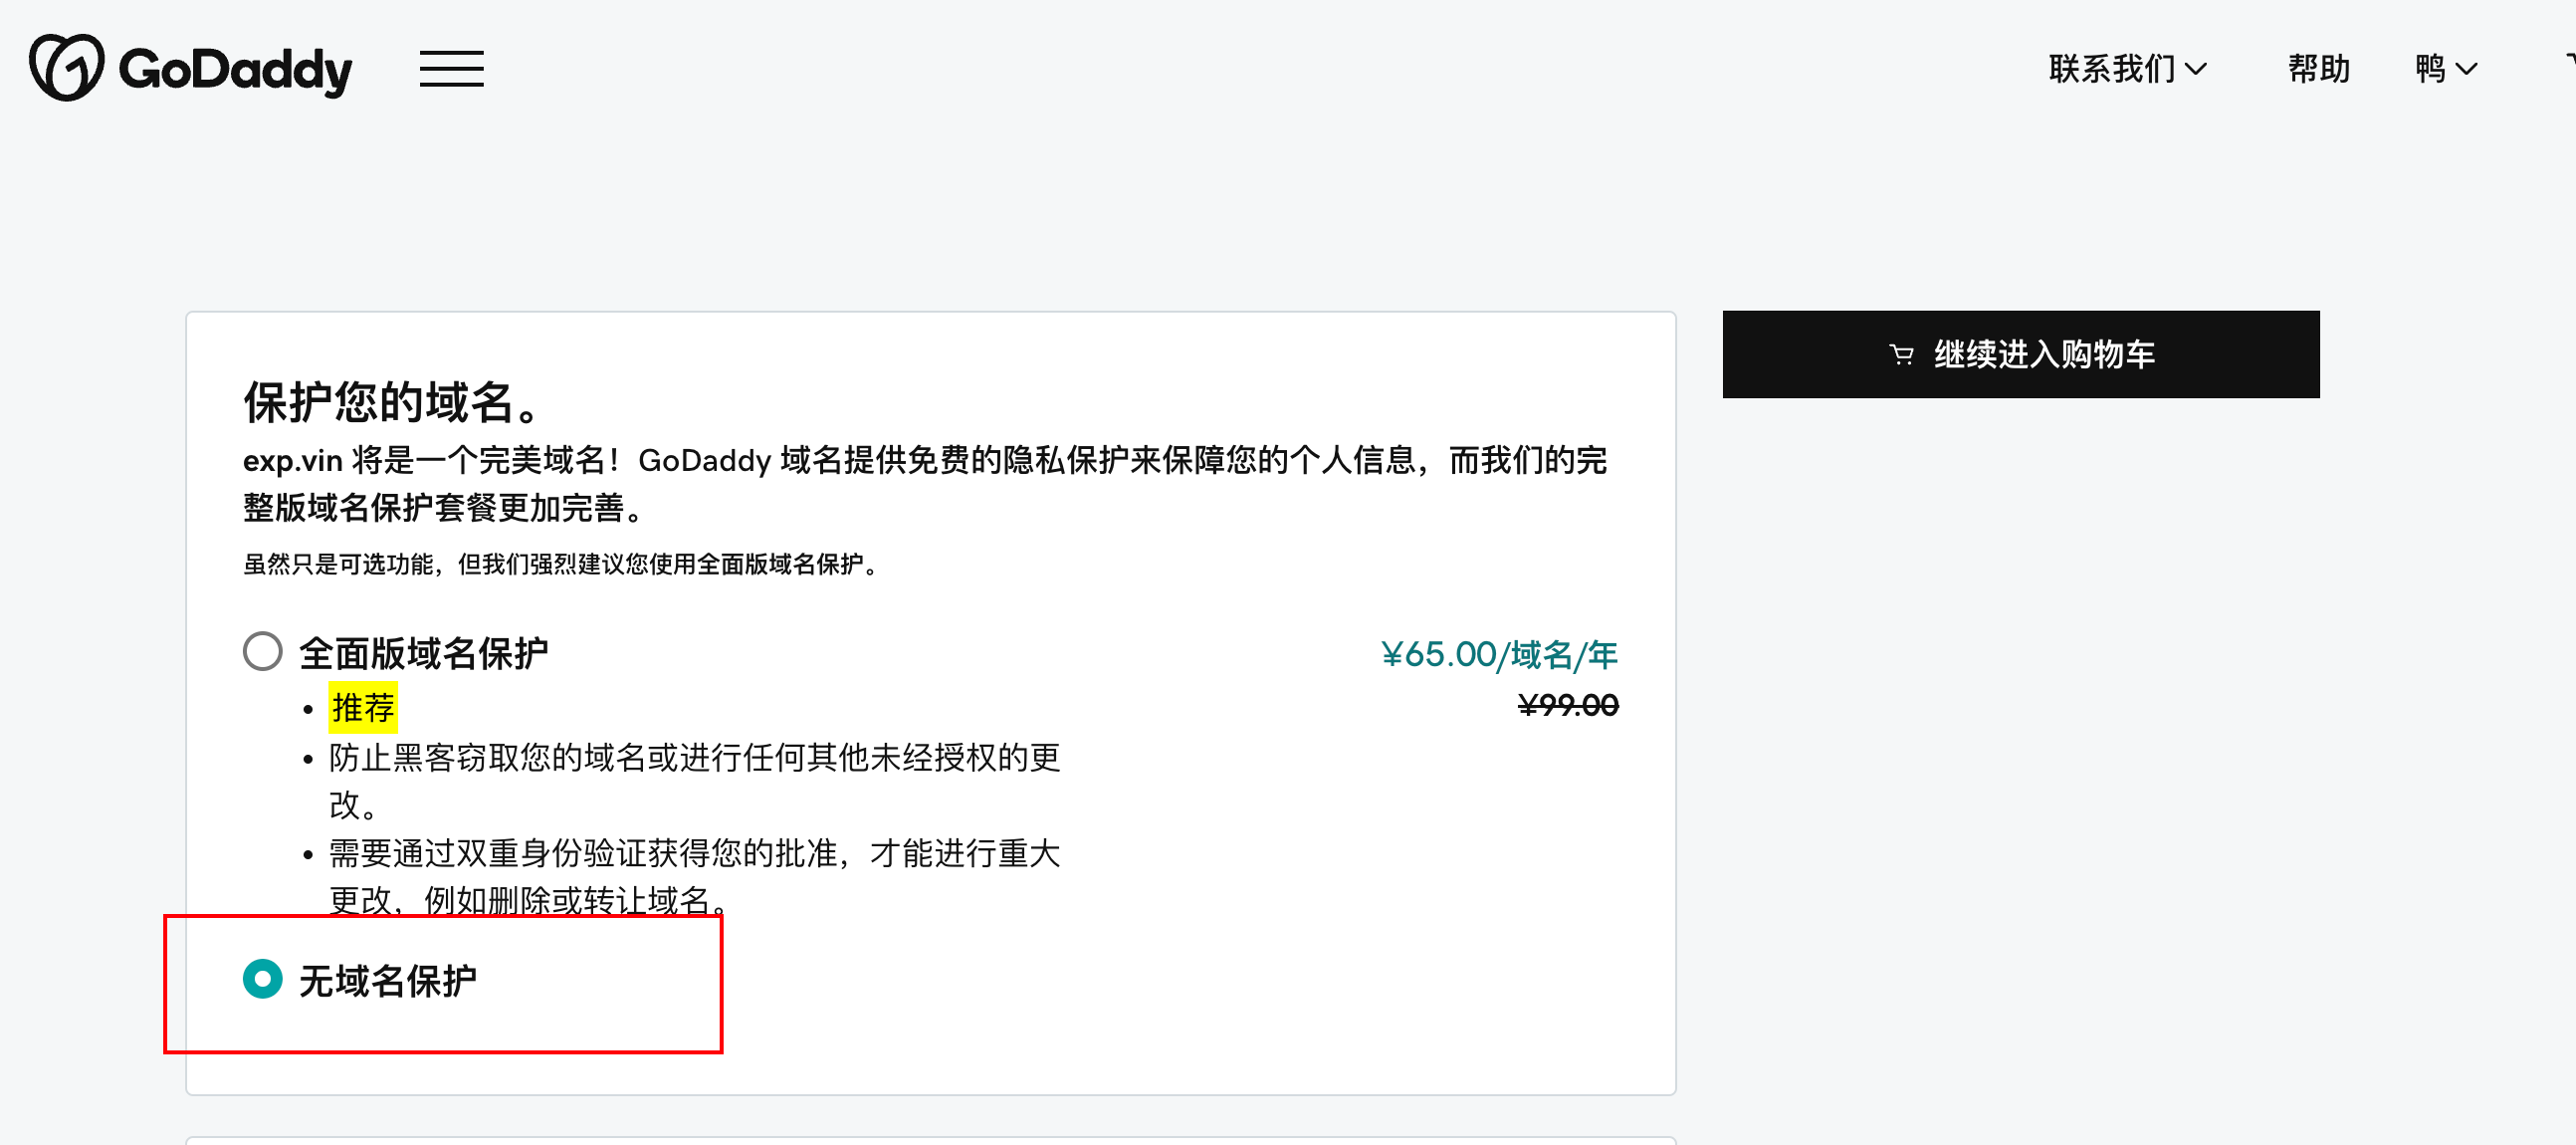 GoDaddy
联系我们
帮助
鸭
继续进入购物车
保护您的域名。
exp.vin 将是一个完美域名！GoDaddy 域名提供免费的隐私保护来保障您的个人信息，而我们的完
整版域名保护套餐更加完善。
虽然只是可选功能，但我们强烈建议您使用全面版域名保护。
全面版域名保护
¥65.00/域名/年
推荐
¥99.00
防止黑客窃取您的域名或进行任何其他未经授权的更
改。
需要通过双重身份验证获得您的批准，才能进行重大
更改，例如删除或转让域名。
无域名保护